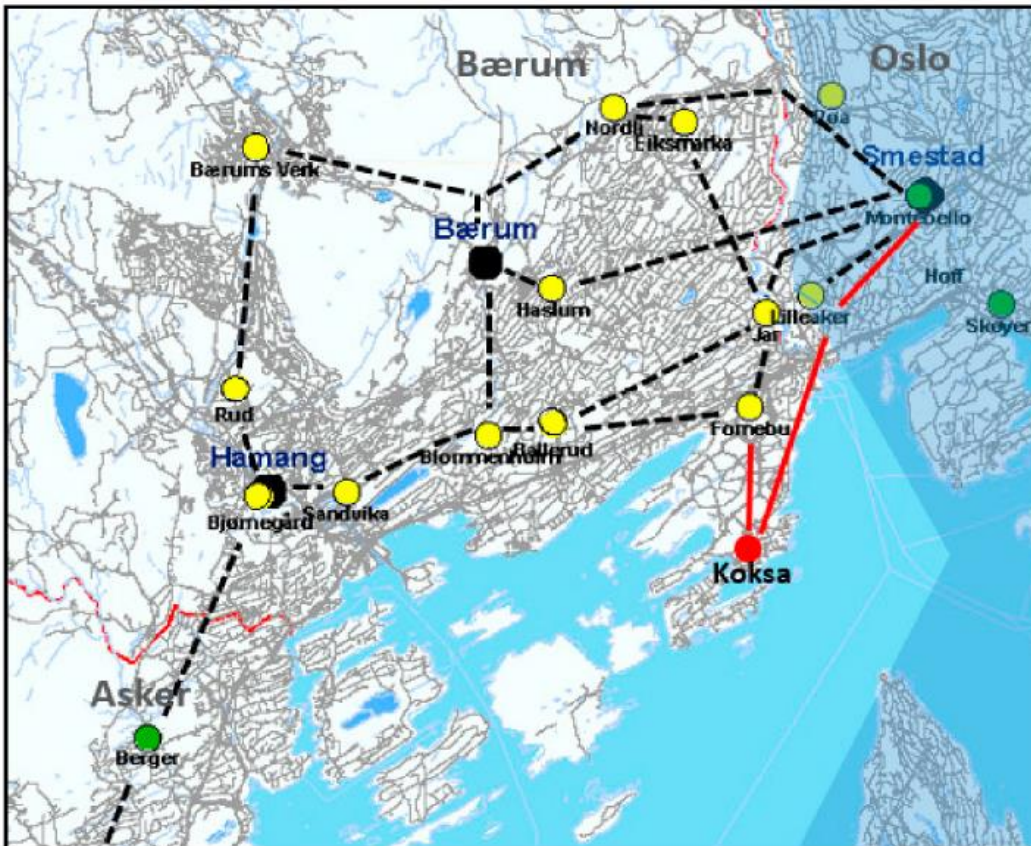 Bærum
Oslo
Røa
Nordli
Eiksmarka
Bærums Verk
Smestad
Montebello
Bærum
Hoff
Haslum
Lilleaker
Skøyen
Jar
Rud
Fornebu
Blommenholm
Ballerud
Hamang
Bjørnegård
Sandvika
Koksa
Asker
Berger